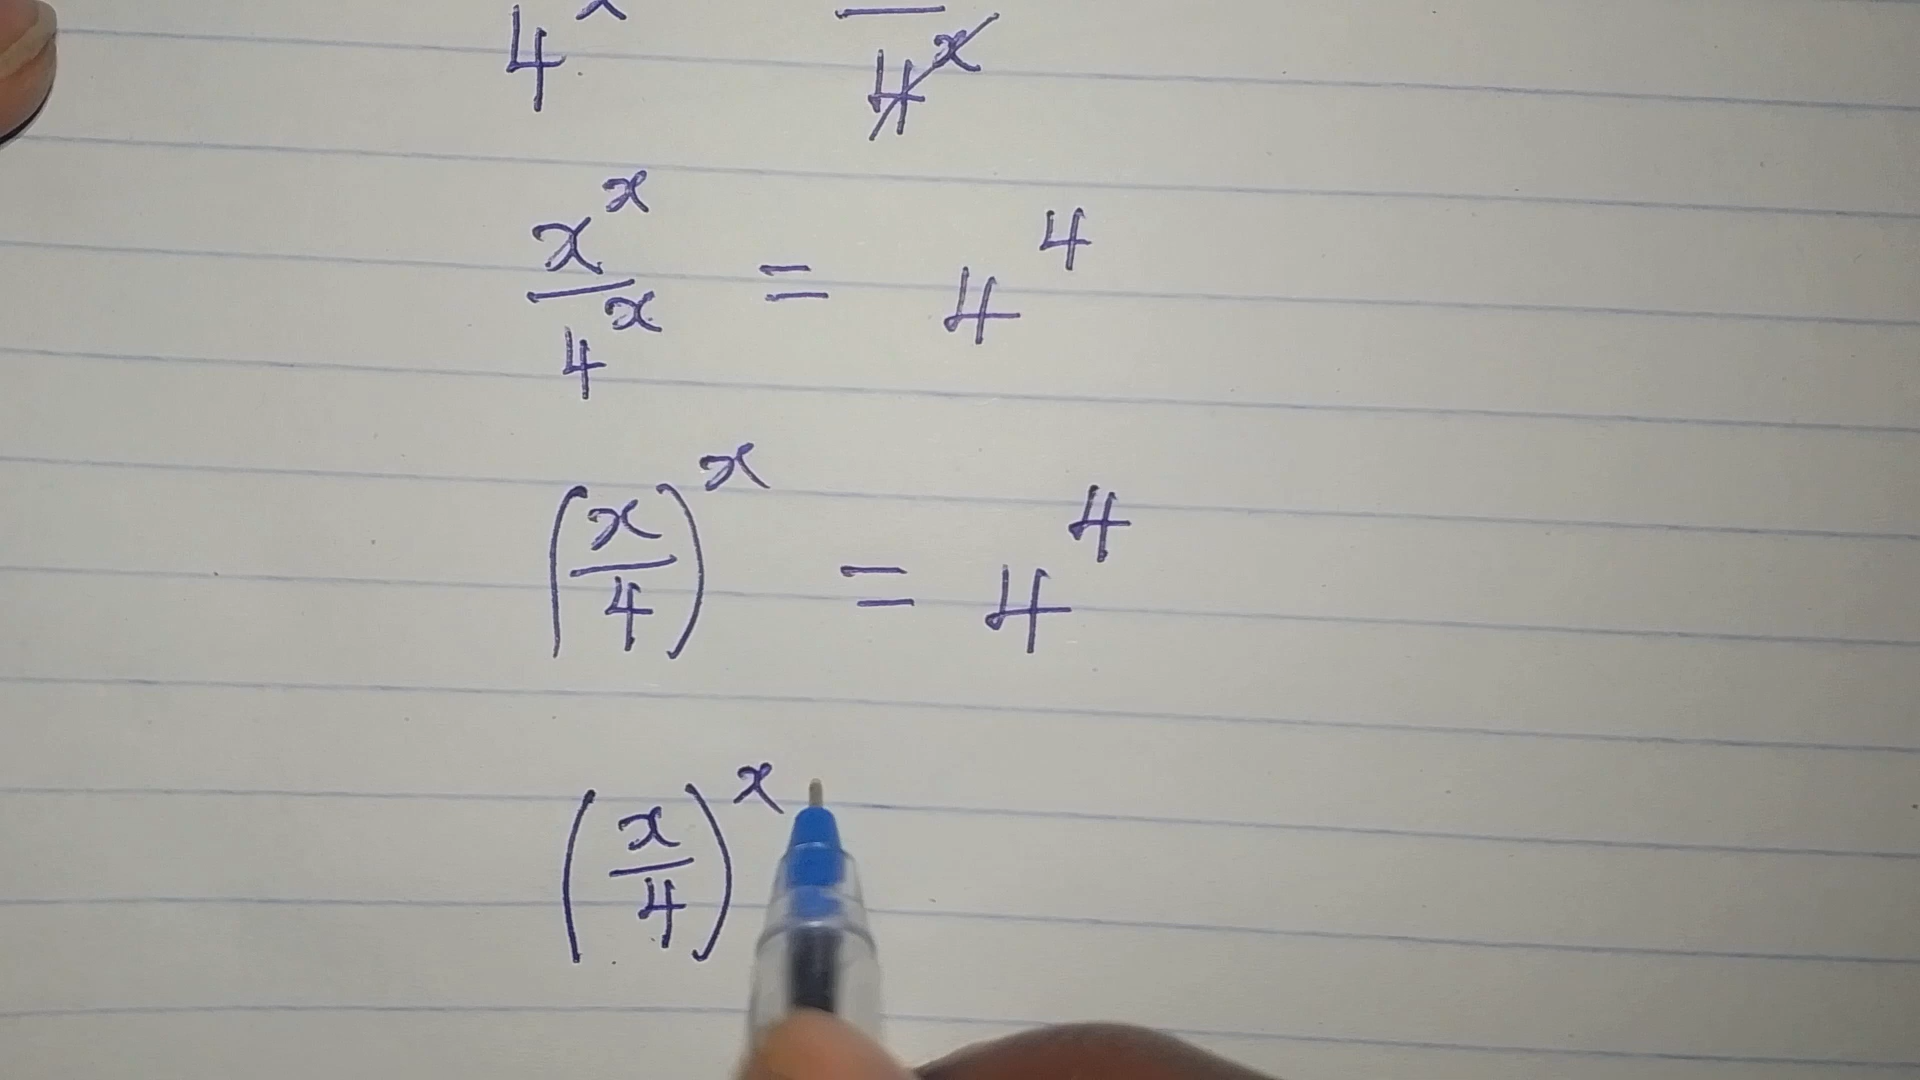 4^x  4^x
x^x/4^x = 4^4
(x/4)^x = 4^4
(x/4)^x